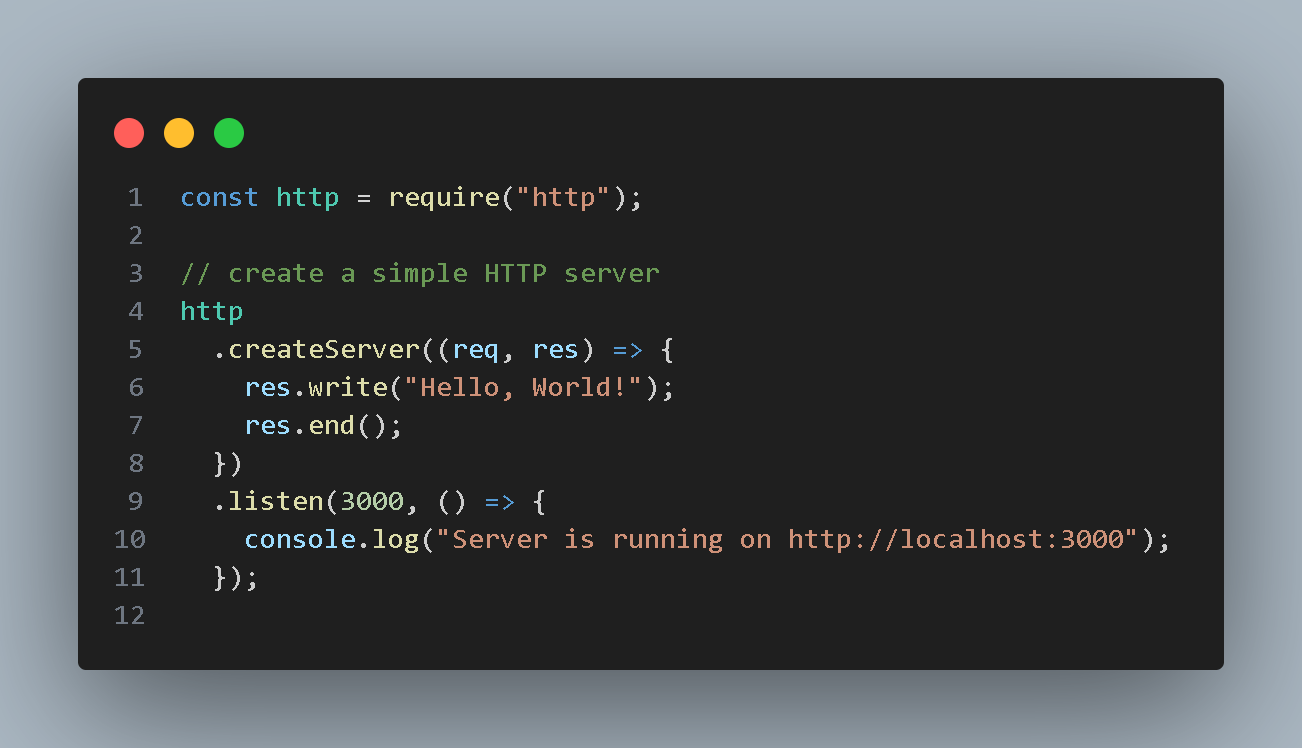 1 const http = require("http");
2
3 // create a simple HTTP server
4 http
5   .createServer((req, res) => {
6     res.write("Hello, World!");
7     res.end();
8   })
9   .listen(3000, () => {
10     console.log("Server is running on http://localhost:3000");
11   });
12